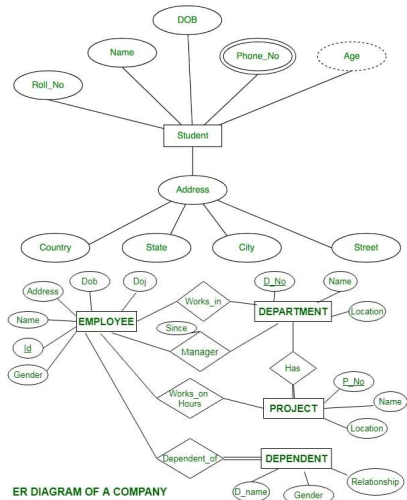 DOB
Name
Phone_No
Age
Roll_No
Student
Address
Country
State
City
Street
Address
Dob
Doj
Name
EMPLOYEE
Id
Gender
Works_in
Since
Manager
D_No
Name
DEPARTMENT
Location
Has
Works_on
Hours
P_No
PROJECT
Name
Location
Dependent_of
DEPENDENT
D_name
Gender
Relationship
ER DIAGRAM OF A COMPANY